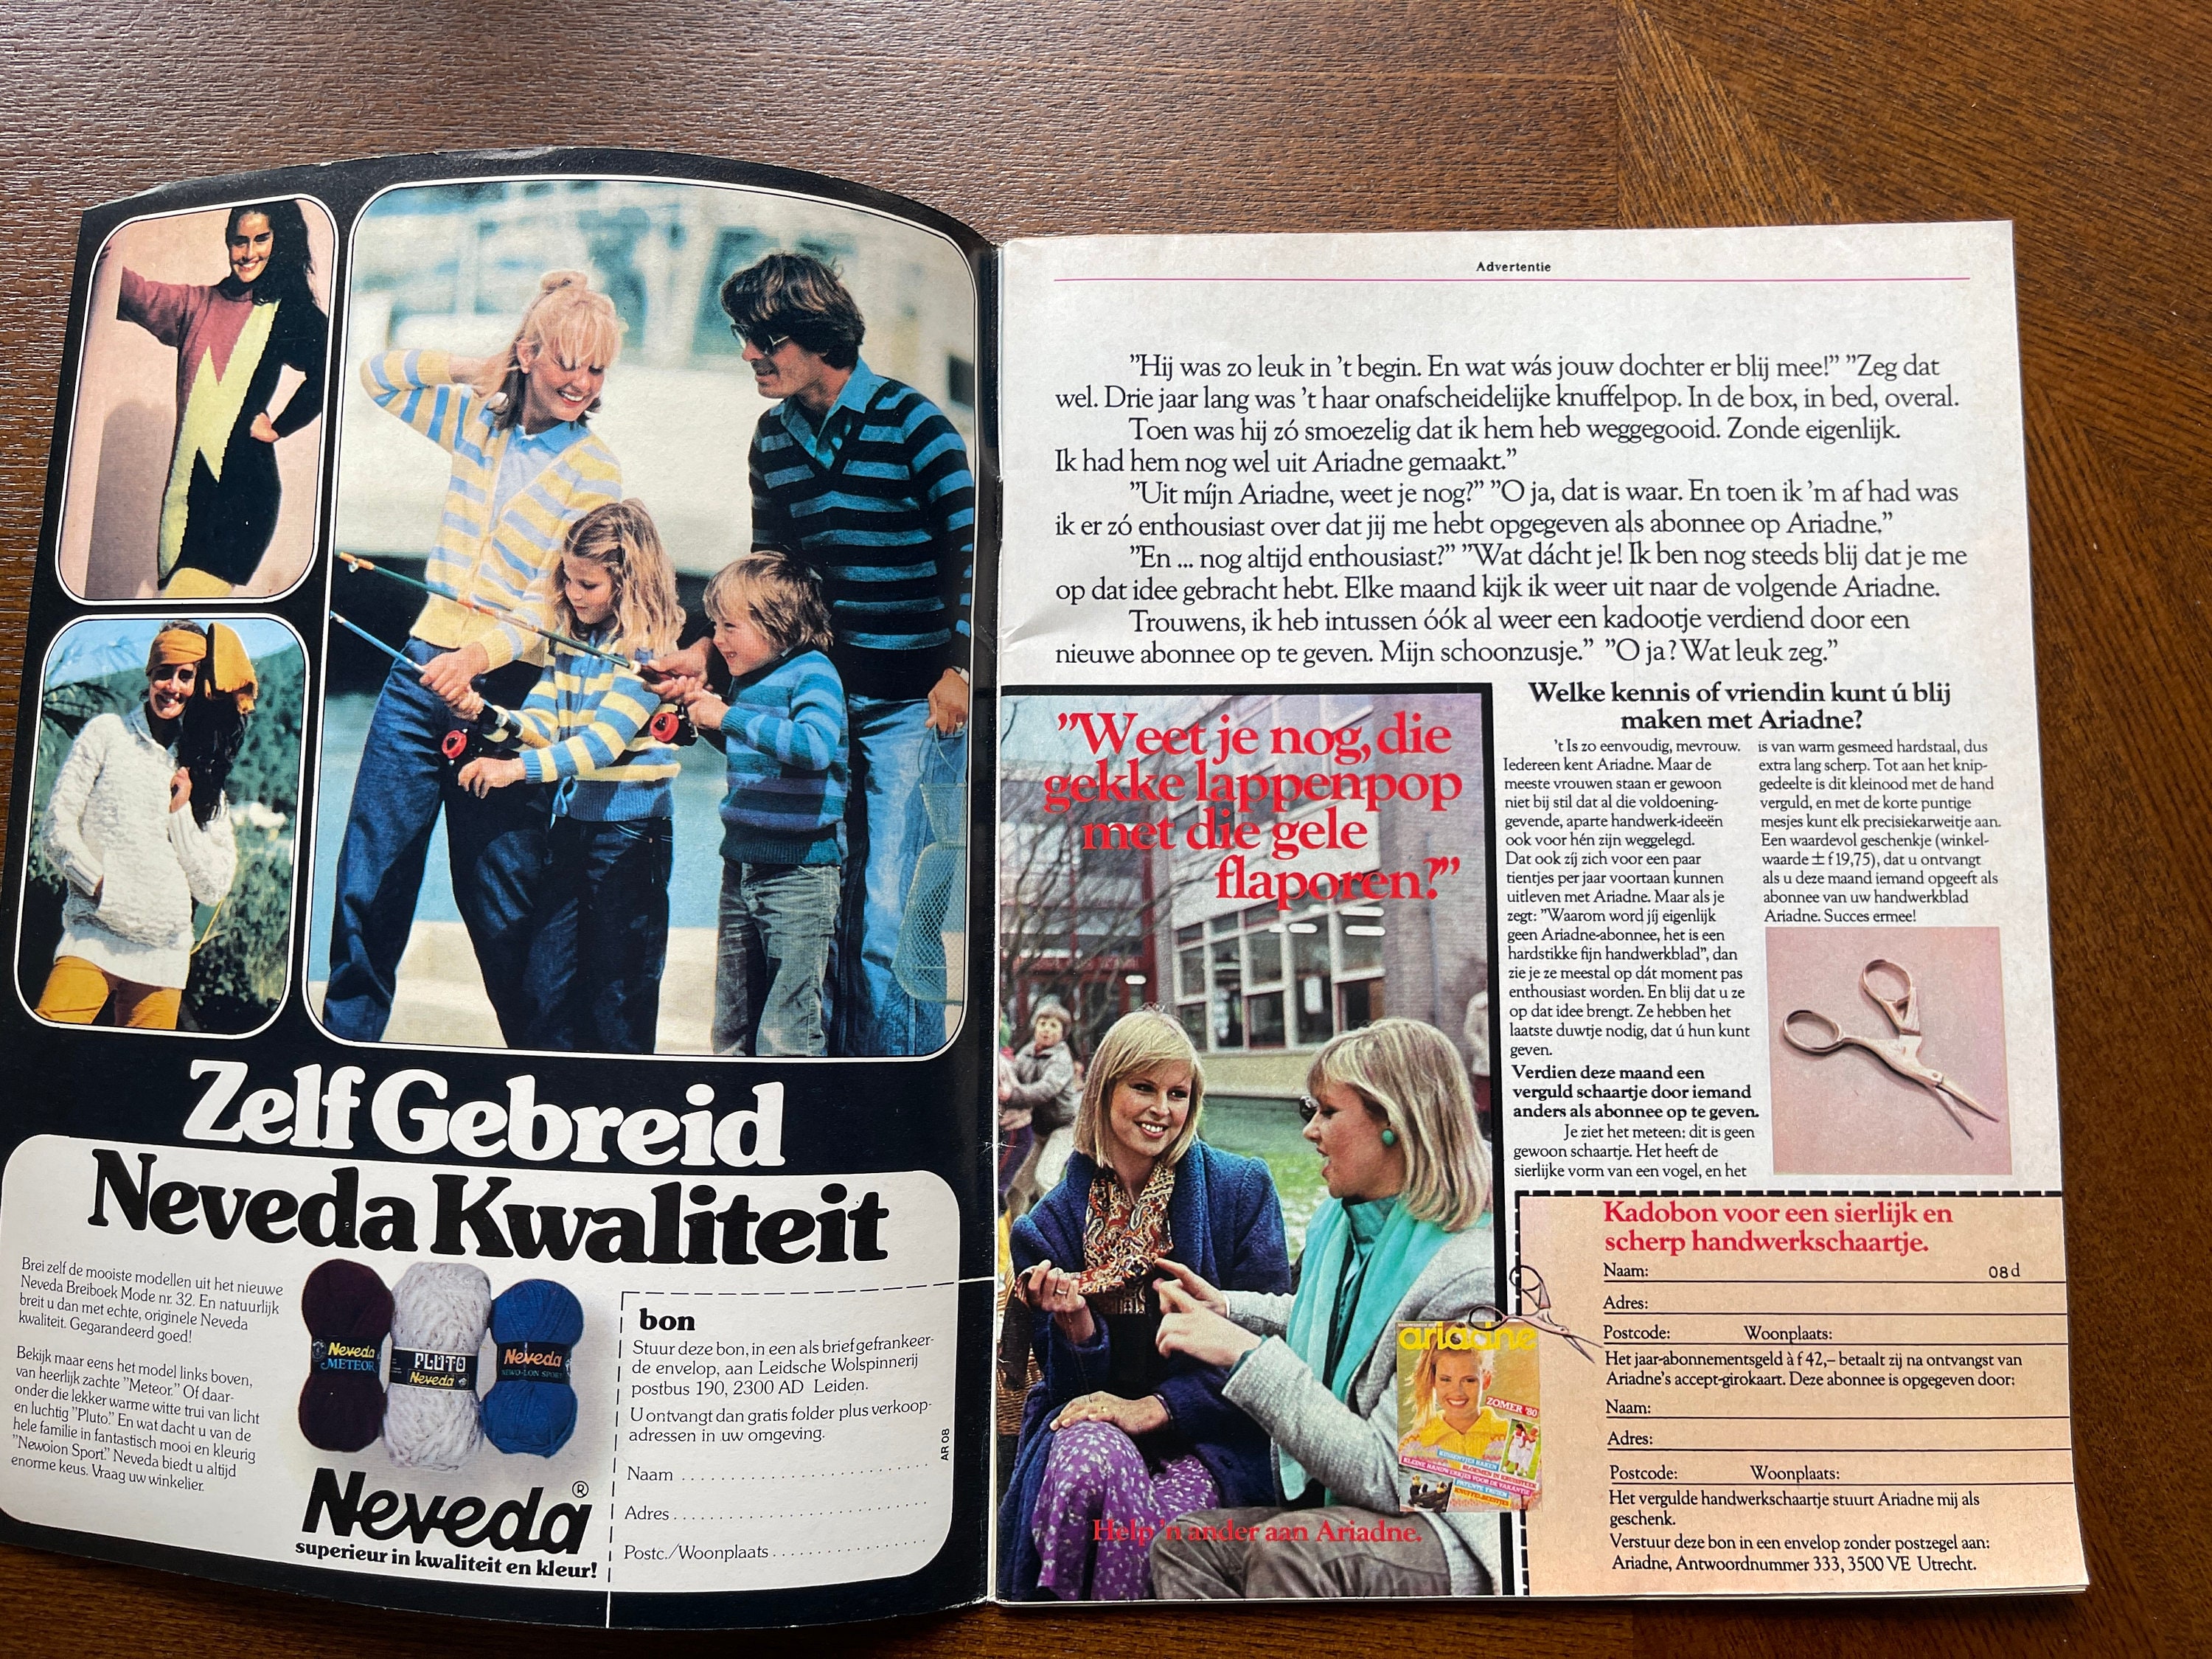 Zelf Gebreid
Neveda Kwaliteit
Brei zelf de mooiste modellen uit het nieuwe
Neveda Breiboek Mode nr. 32. En natuurlijk
breit u dan met echte, originele Neveda
kwaliteit. Gegarandeerd goed!
Bekijk maar eens het model links boven,
van heerlijk zachte "Meteor." Of daar-
onder die lekker warme witte trui van licht
en luchtig "Pluto." En wat dacht u van de
hele familie in fantastisch mooi en kleurig
"Newoion Sport." Neveda biedt u altijd
enorme keus. Vraag uw winkelier.
Neveda
METEOR
PLUTO
Neveda
Neveda
Neveda®
superieur in kwaliteit en kleur!
bon
Stuur deze bon, in een als brief gefrankeer-
de envelop, aan Leidsche Wolspinnerij
postbus 190, 2300 AD Leiden.
U ontvangt dan gratis folder plus verkoop-
adressen in uw omgeving.
Naam
Adres
Postc./Woonplaats
AR 08
Advertentie
"Hij was zo leuk in 't begin. En wat wás jouw dochter er blij mee!" "Zeg dat
wel. Drie jaar lang was 't haar onafscheidelijke knuffelpop. In de box, in bed, overal.
Toen was hij zó smoezelig dat ik hem heb weggegooid. Zonde eigenlijk.
Ik had hem nog wel uit Ariadne gemaakt."
"Uit míjn Ariadne, weet je nog?" "O ja, dat is waar. En toen ik 'm af had was
ik er zó enthousiast over dat jij me hebt opgegeven als abonnee op Ariadne."
"En ... nog altijd enthousiast?" "Wat dácht je! Ik ben nog steeds blij dat je me
op dat idee gebracht hebt. Elke maand kijk ik weer uit naar de volgende Ariadne.
Trouwens, ik heb intussen óók al weer een kadootje verdiend door een
nieuwe abonnee op te geven. Mijn schoonzusje." "O ja? Wat leuk zeg."
"Weet je nog, die
gekke lappenpop
met die gele
flaporen?"
Help 'n ander aan Ariadne.
ariadne
ZOMER '80
Welke kennis of vriendin kunt ú blij
maken met Ariadne?
't Is zo eenvoudig, mevrouw.
Iedereen kent Ariadne. Maar de
meeste vrouwen staan er gewoon
niet bij stil dat al die voldoening-
gevende, aparte handwerk-ideeën
ook voor hén zijn weggelegd.
Dat ook zíj zich voor een paar
tientjes per jaar voortaan kunnen
uitleven met Ariadne. Maar als je
zegt: "Waarom word jíj eigenlijk
geen Ariadne-abonnee, het is een
hardstikke fijn handwerkblad", dan
zie je ze meestal op dát moment pas
enthousiast worden. En blij dat u ze
op dat idee brengt. Ze hebben het
laatste duwtje nodig, dat ú hun kunt
geven.
Verdien deze maand een
verguld schaartje door iemand
anders als abonnee op te geven.
Je ziet het meteen: dit is geen
gewoon schaartje. Het heeft de
sierlijke vorm van een vogel, en het
is van warm gesmeed hardstaal, dus
extra lang scherp. Tot aan het knip-
gedeelte is dit kleinood met de hand
verguld, en met de korte puntige
mesjes kunt elk precisiekarweitje aan.
Een waardevol geschenkje (winkel-
waarde ± f 19,75), dat u ontvangt
als u deze maand iemand opgeeft als
abonnee van uw handwerkblad
Ariadne. Succes ermee!
Kadobon voor een sierlijk en
scherp handwerkschaartje.
Naam: 08d
Adres:
Postcode: Woonplaats:
Het jaar-abonnementsgeld à f 42,– betaalt zij na ontvangst van
Ariadne's accept-girokaart. Deze abonnee is opgegeven door:
Naam:
Adres:
Postcode: Woonplaats:
Het vergulde handwerkschaartje stuurt Ariadne mij als
geschenk.
Verstuur deze bon in een envelop zonder postzegel aan:
Ariadne, Antwoordnummer 333, 3500 VE Utrecht.